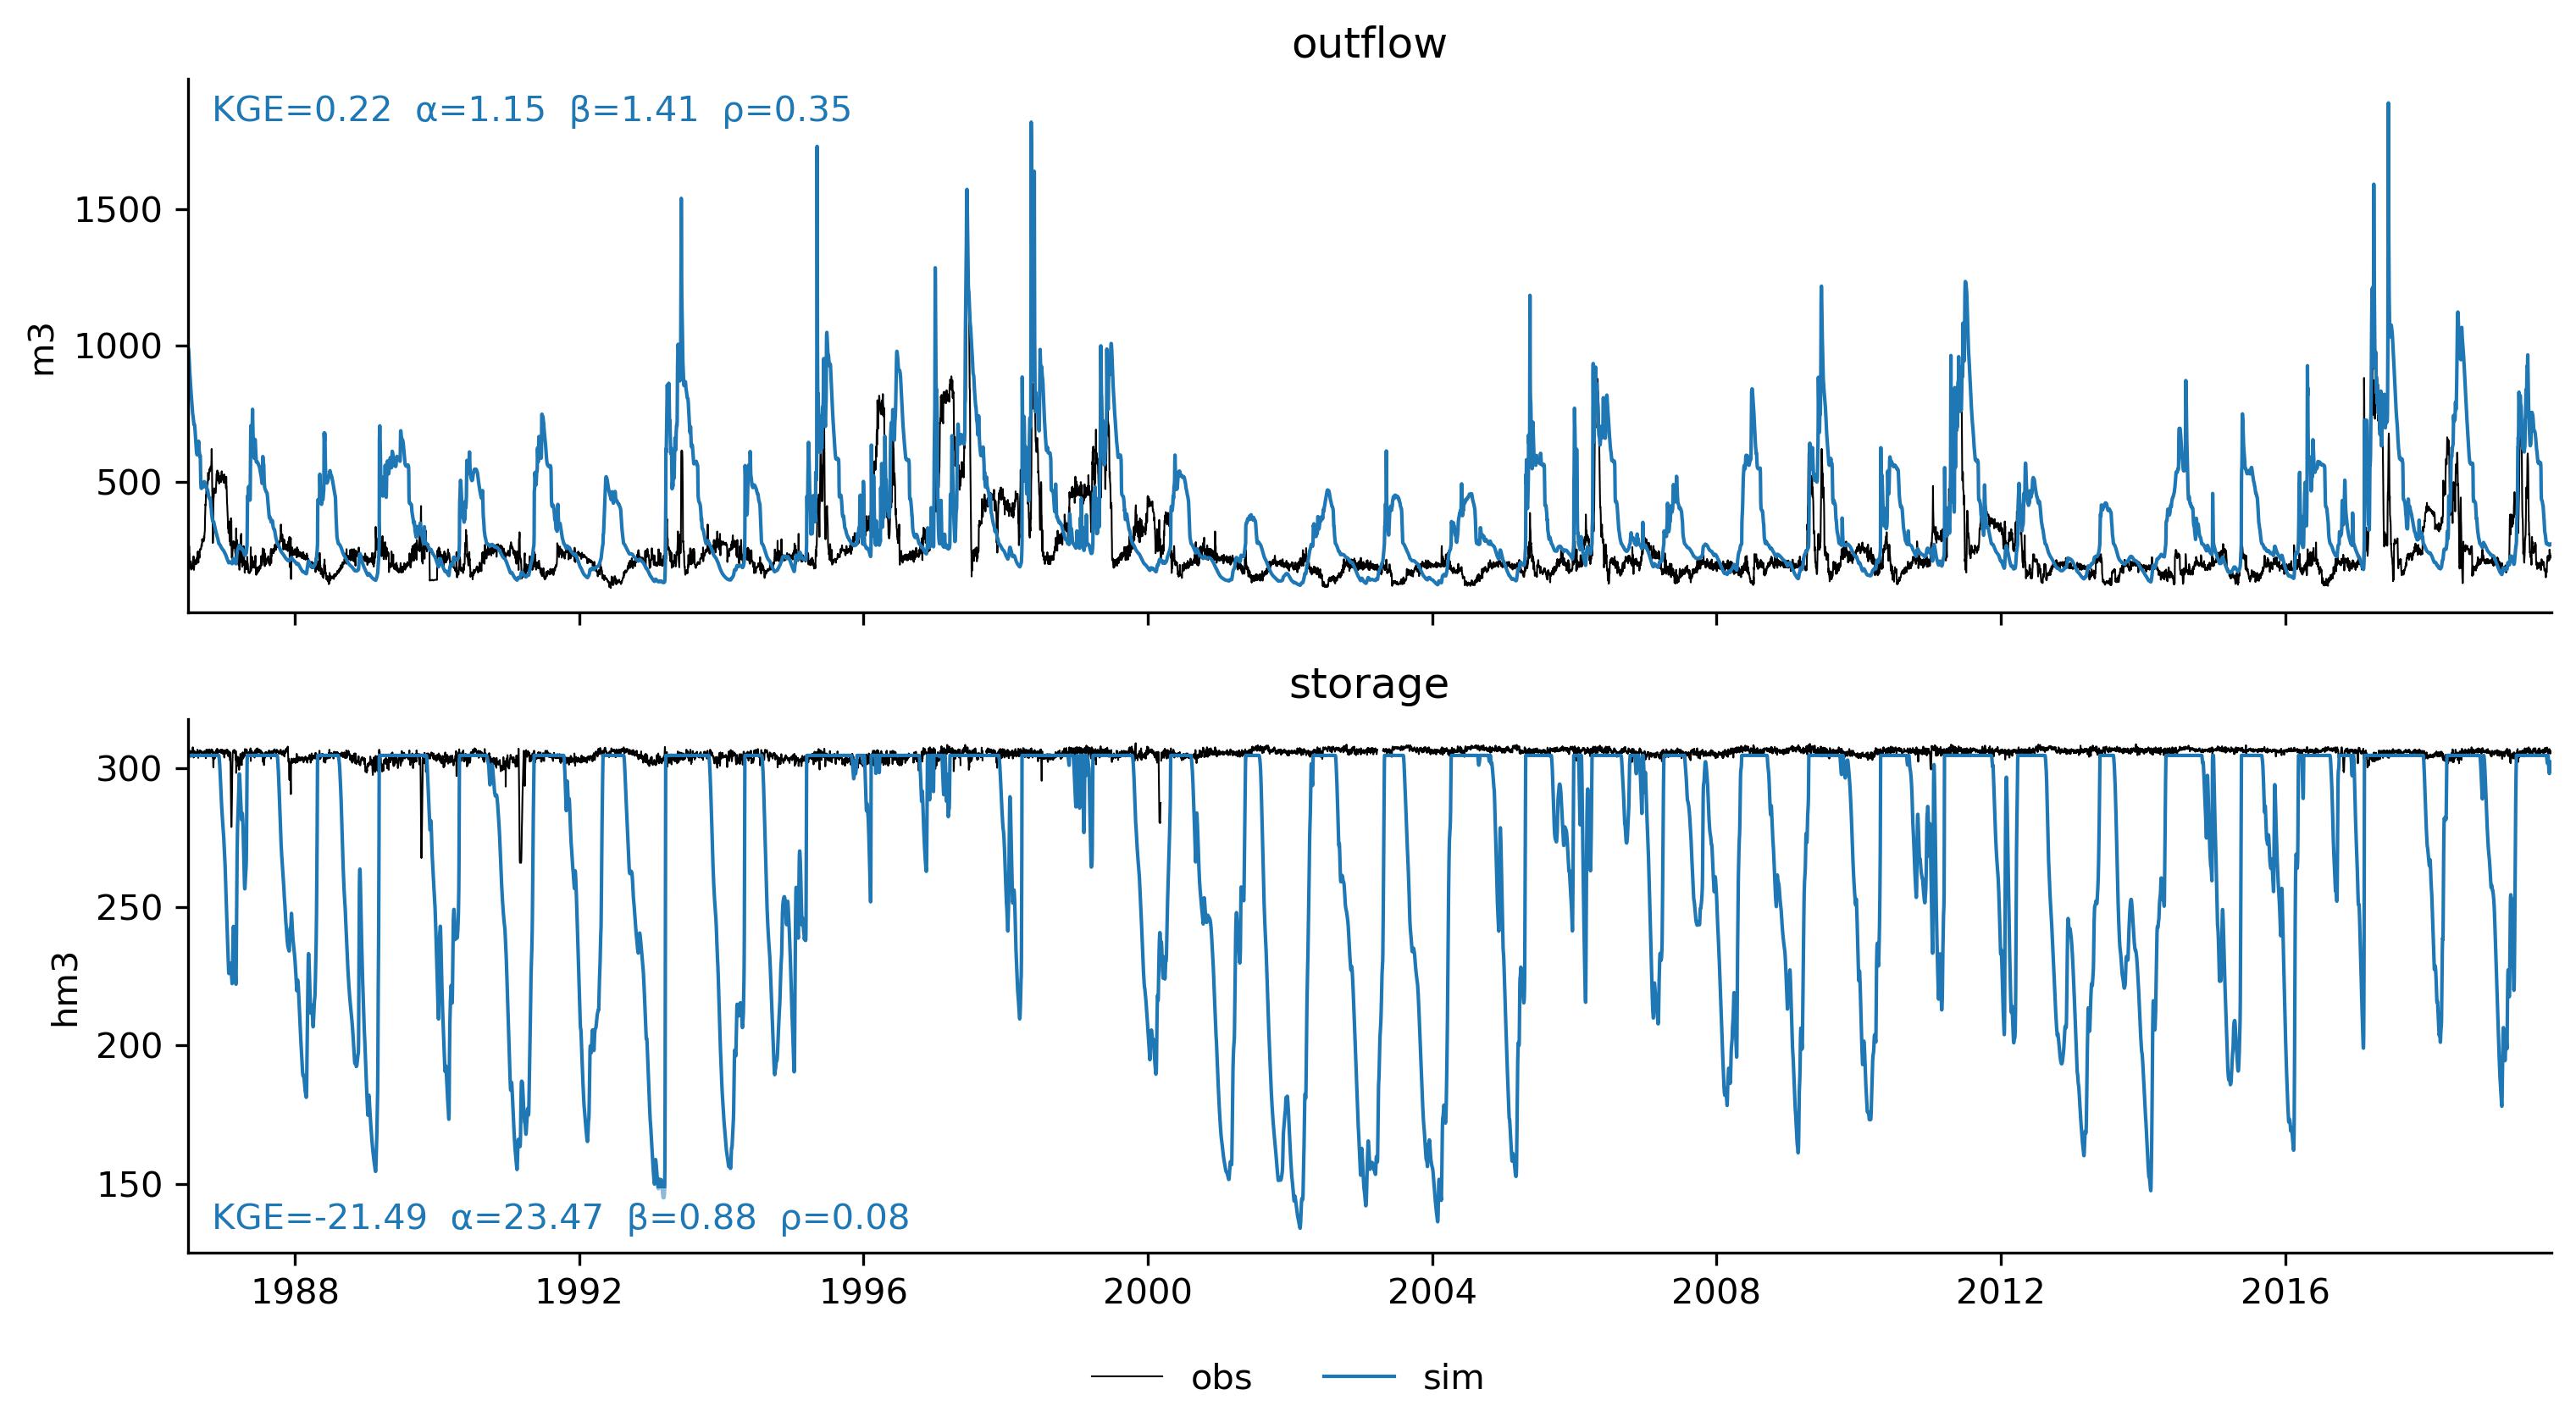 outflow
KGE=0.22 α=1.15 β=1.41 ρ=0.35
m3
1500
1000
500
storage
hm3
300
250
200
150
KGE=-21.49 α=23.47 β=0.88 ρ=0.08
1988 1992 1996 2000 2004 2008 2012 2016
obs sim